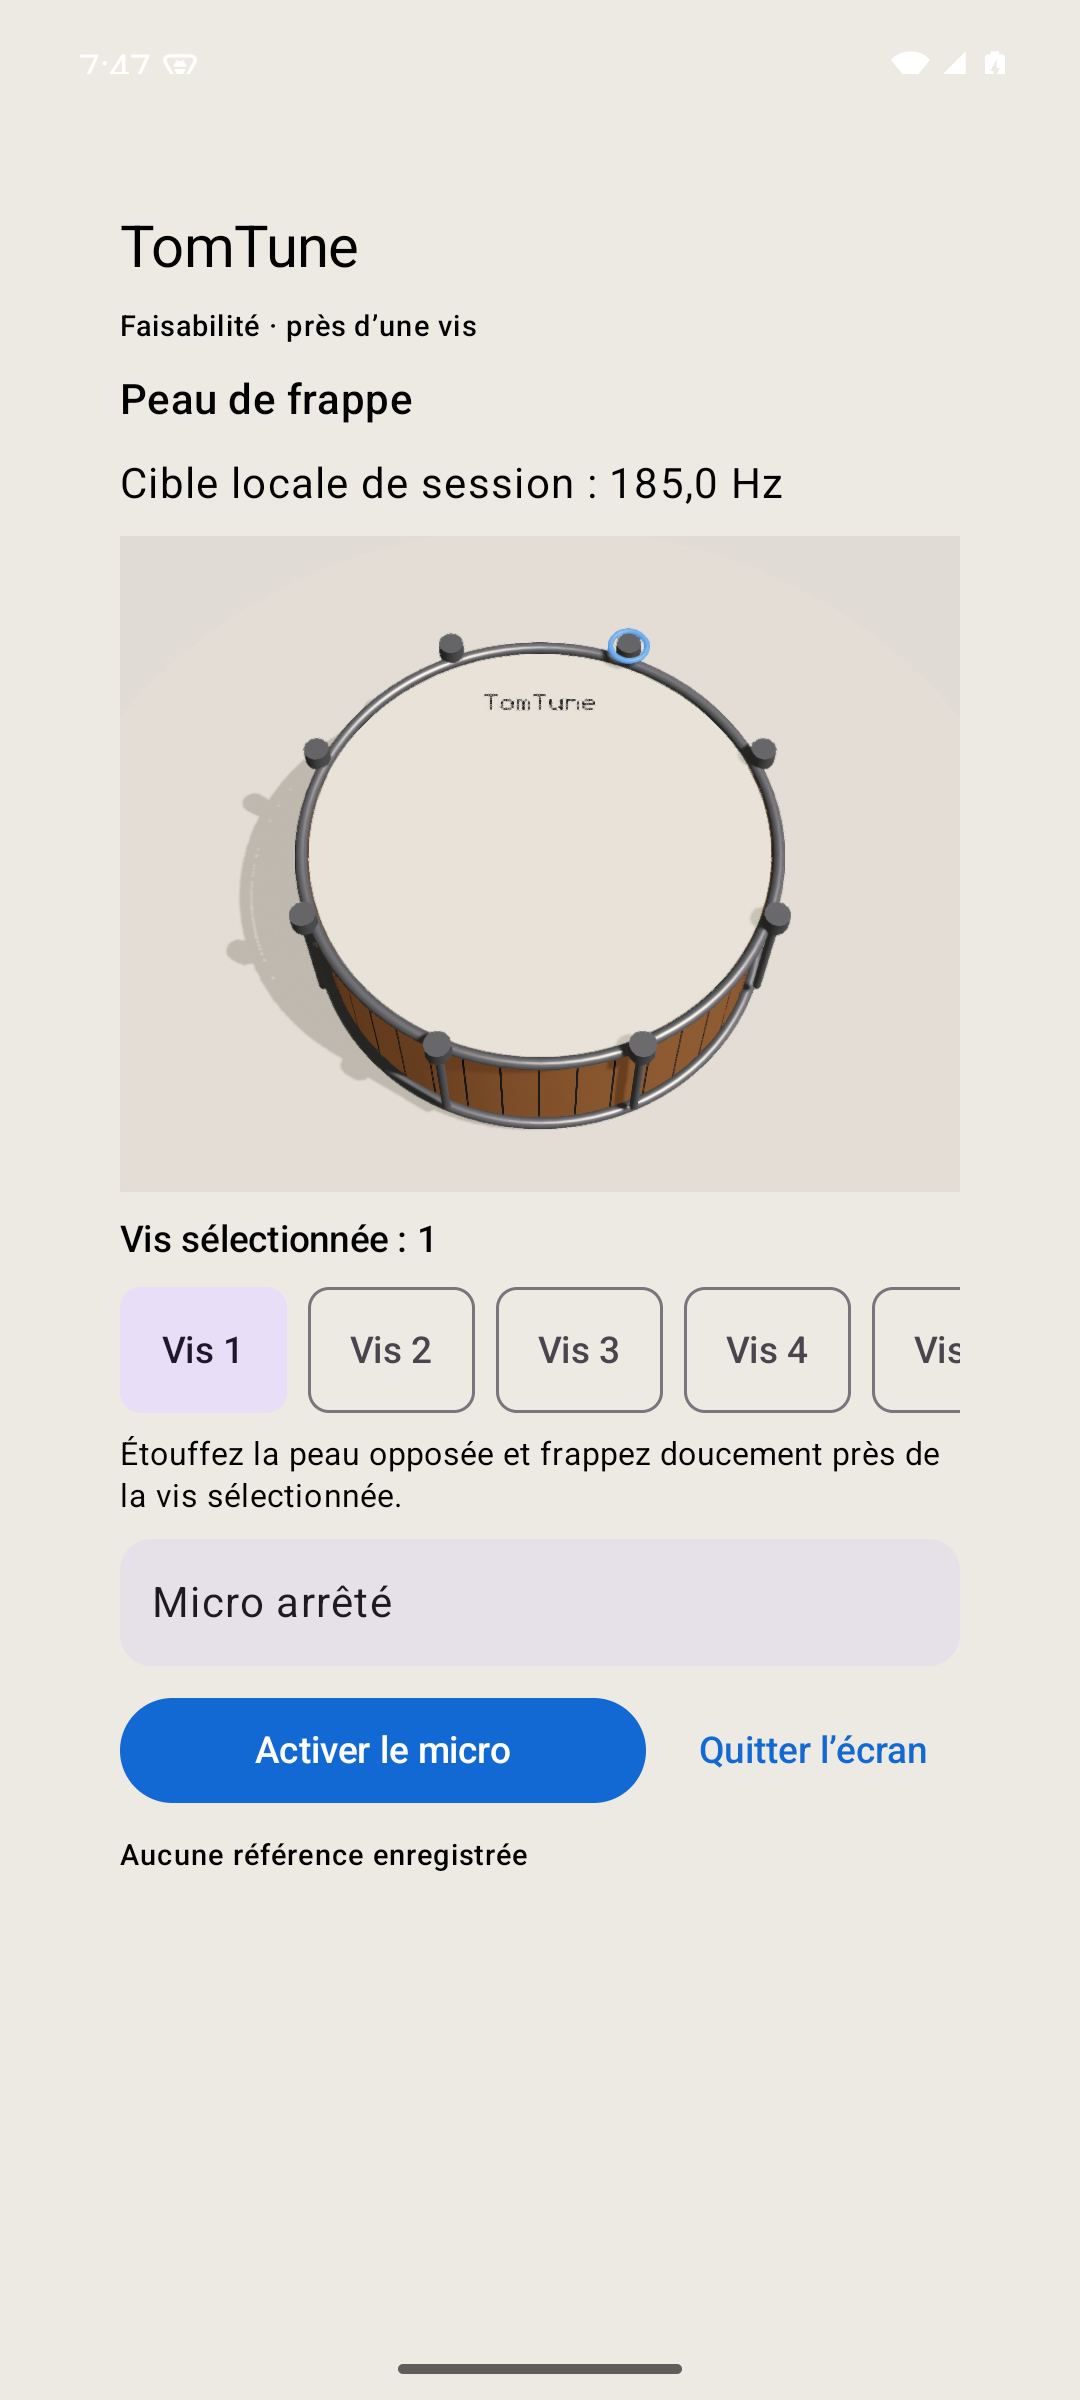 7:47
TomTune
Faisabilité · près d’une vis
Peau de frappe
Cible locale de session : 185,0 Hz
TomTune
Vis sélectionnée : 1
Vis 1
Vis 2
Vis 3
Vis 4
Vis
Étouffez la peau opposée et frappez doucement près de
la vis sélectionnée.
Micro arrêté
Activer le micro
Quitter l’écran
Aucune référence enregistrée